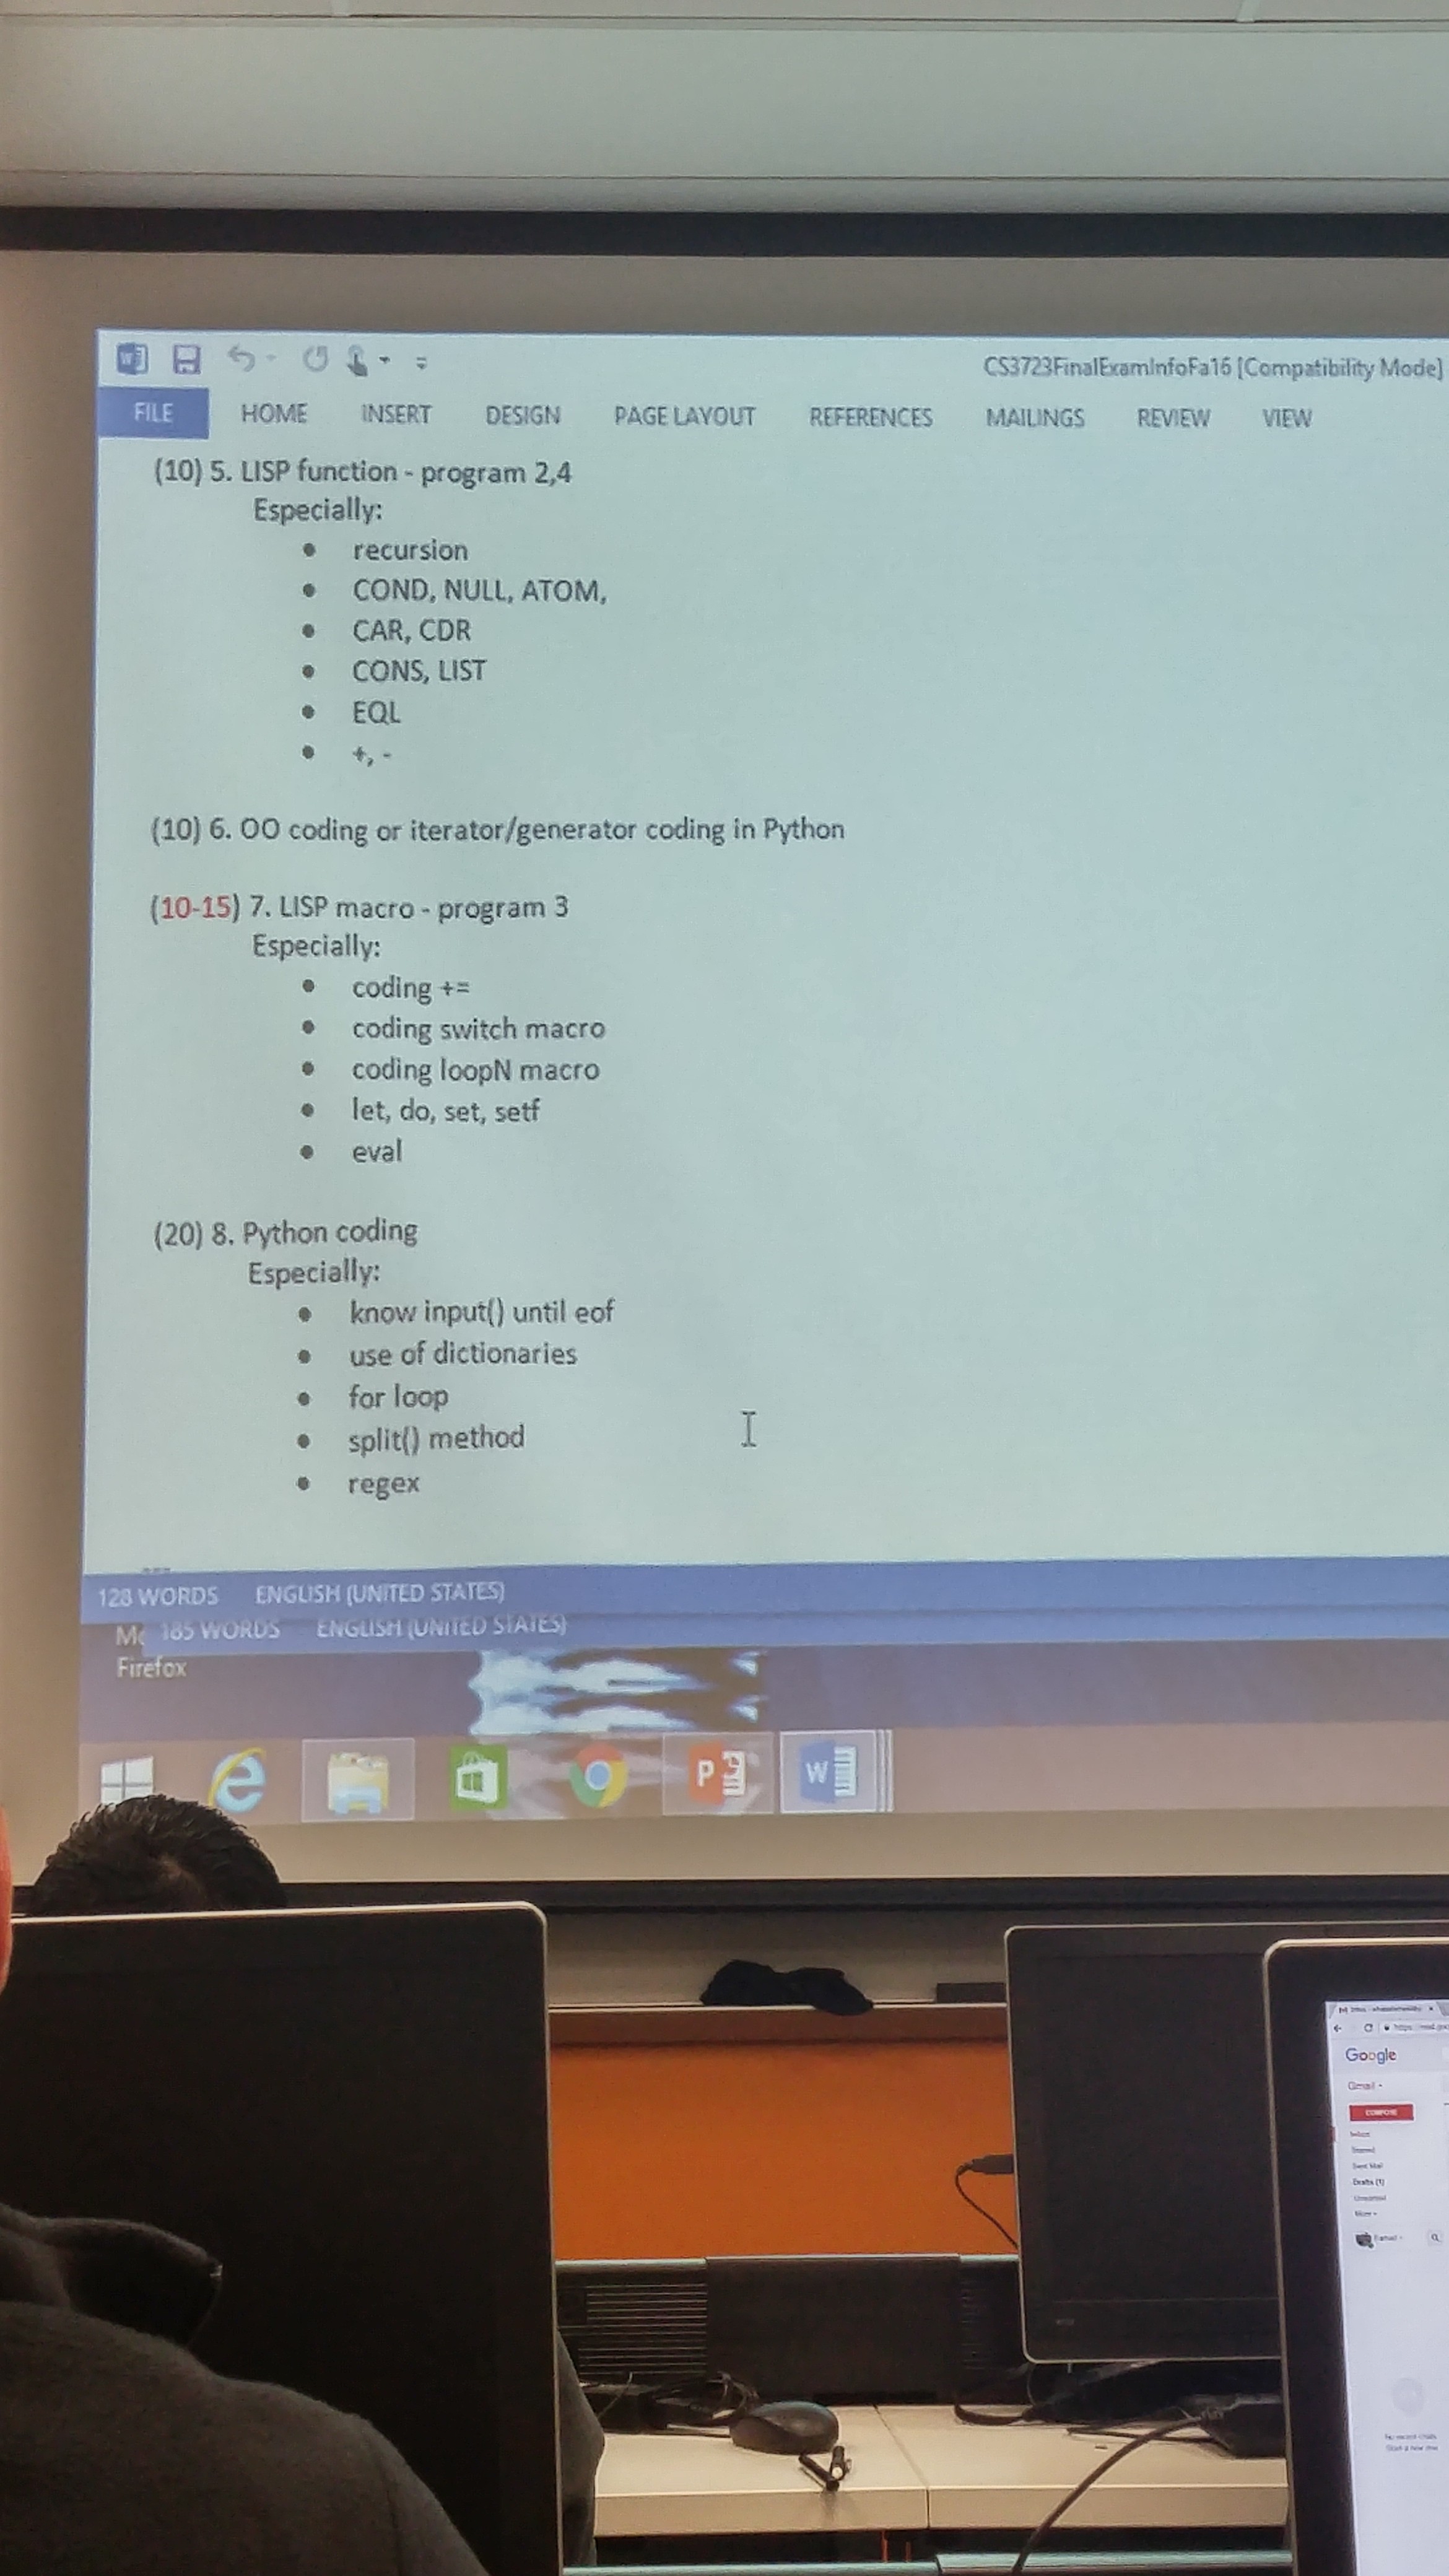 CS3723FinalExamInfoFa16 [Compatibility Mode]
FILE HOME INSERT DESIGN PAGE LAYOUT REFERENCES MAILINGS REVIEW VIEW
(10) 5. LISP function - program 2,4
Especially:
• recursion
• COND, NULL, ATOM,
• CAR, CDR
• CONS, LIST
• EQL
• +, -
(10) 6. OO coding or iterator/generator coding in Python
(10-15) 7. LISP macro - program 3
Especially:
• coding +=
• coding switch macro
• coding loopN macro
• let, do, set, setf
• eval
(20) 8. Python coding
Especially:
• know input() until eof
• use of dictionaries
• for loop
• split() method
• regex
128 WORDS ENGLISH (UNITED STATES)
185 WORDS ENGLISH (UNITED STATES)
Firefox
Google
Gmail
COMPOSE
Inbox
Starred
Sent Mail
Drafts (1)
More